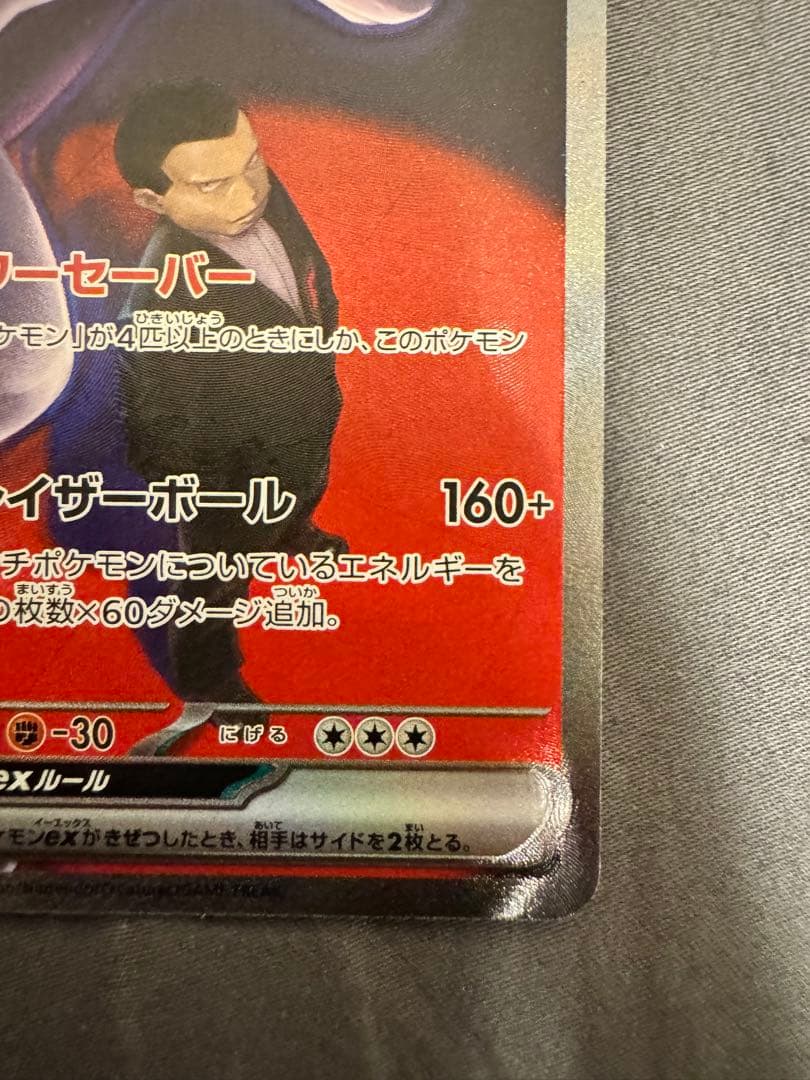 ワーセーバー
ケモン」が4匹以上のときにしか、このポケモン
ひきいじょう
レイザーボール 160+
チポケモンについているエネルギーを
の枚数×60ダメージ追加。
まいすう ついか
-30 にげる
exルール
モンexがきぜつしたとき、相手はサイドを2枚とる。
イーエックス あいて まい
GAME FREAK